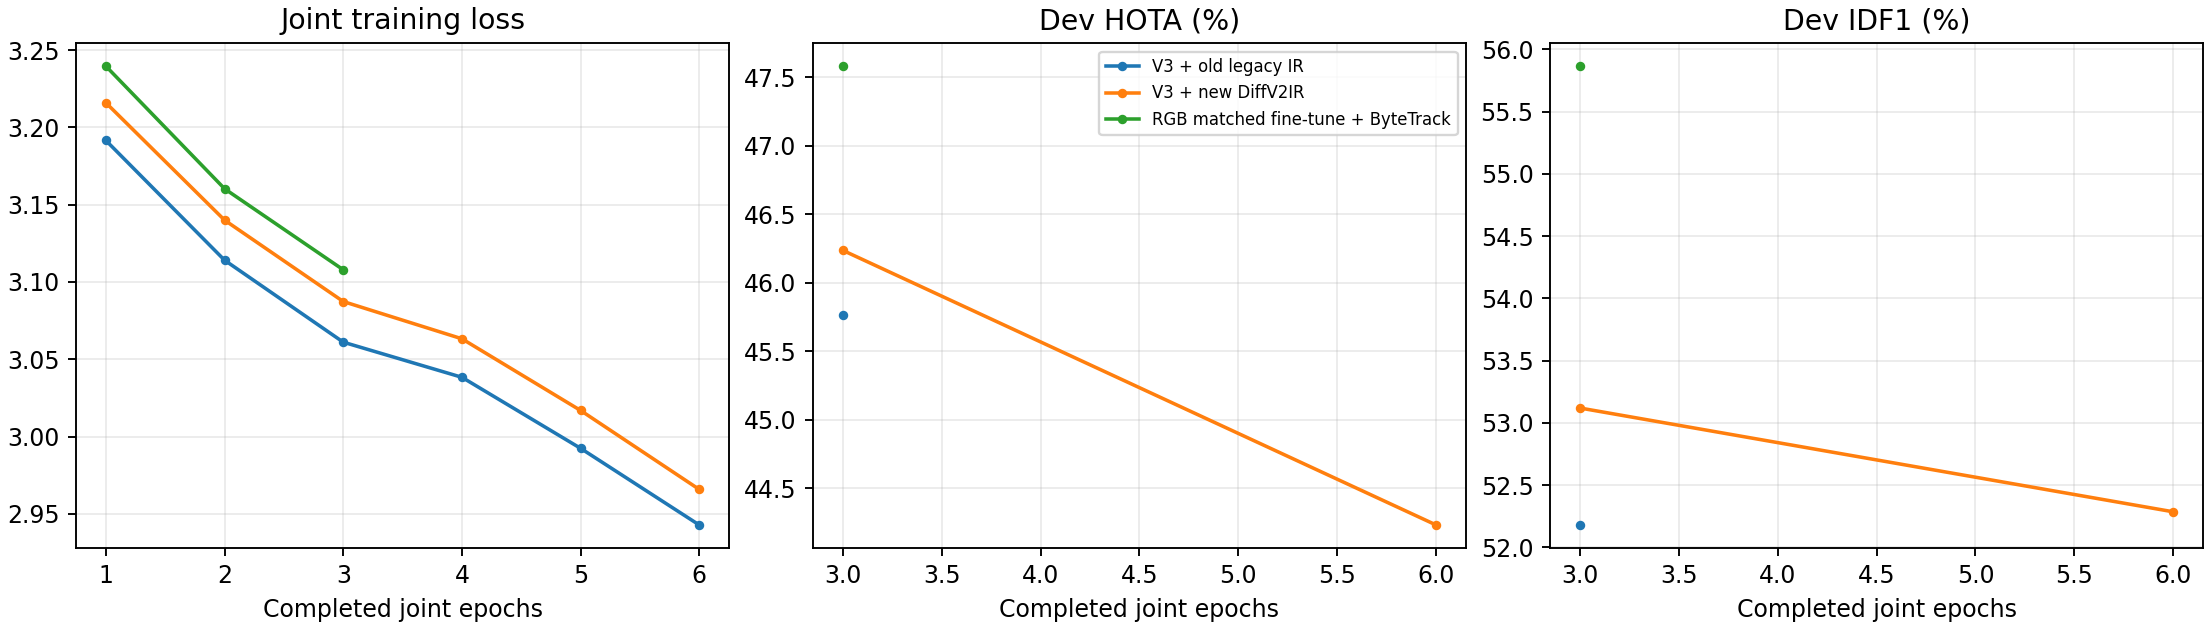 Joint training loss
3.25
3.20
3.15
3.10
3.05
3.00
2.95
1 2 3 4 5 6
Completed joint epochs
Dev HOTA (%)
V3 + old legacy IR
V3 + new DiffV2IR
RGB matched fine-tune + ByteTrack
47.5
47.0
46.5
46.0
45.5
45.0
44.5
3.0 3.5 4.0 4.5 5.0 5.5 6.0
Completed joint epochs
Dev IDF1 (%)
56.0
55.5
55.0
54.5
54.0
53.5
53.0
52.5
52.0
3.0 3.5 4.0 4.5 5.0 5.5 6.0
Completed joint epochs